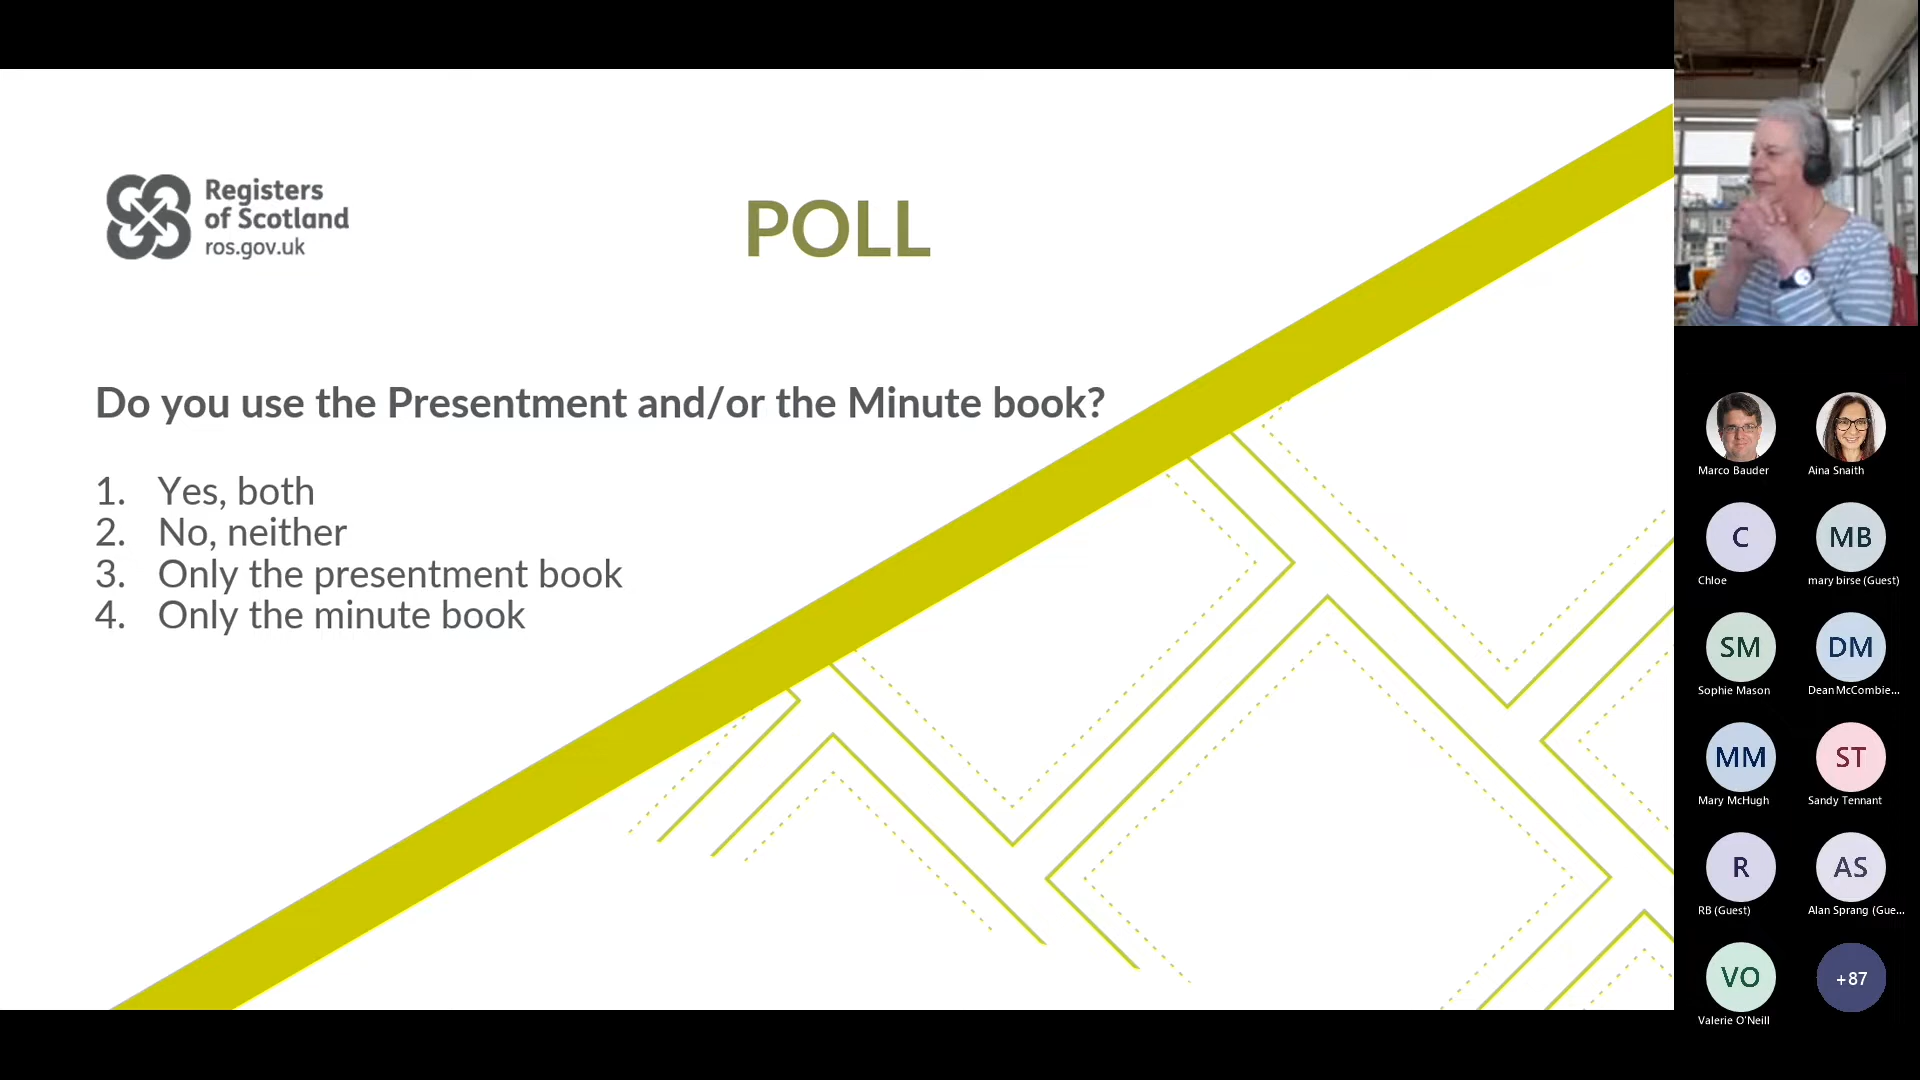 Registers
of Scotland
ros.gov.uk
POLL
Do you use the Presentment and/or the Minute book?
1. Yes, both
2. No, neither
3. Only the presentment book
4. Only the minute book
Marco Bauder
Aina Snaith
C
MB
Chloe
mary birse (Guest)
SM
DM
Sophie Mason
Dean McCombie...
MM
ST
Mary McHugh
Sandy Tennant
R
AS
RB (Guest)
Alan Sprang (Gue...
VO
+87
Valerie O'Neill